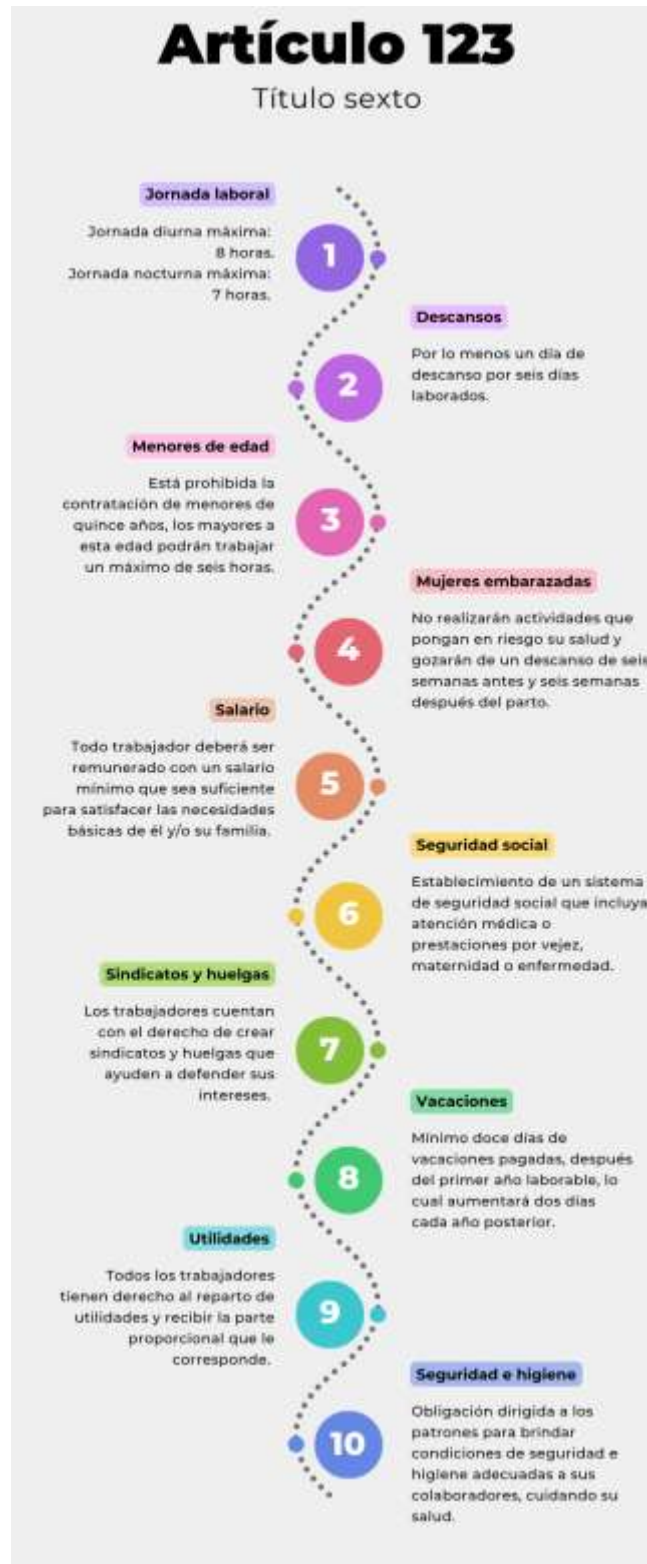 Artículo 123
Título sexto
Jornada laboral
Jornada diurna máxima:
8 horas.
Jornada nocturna máxima:
7 horas.
1
Descansos
Por lo menos un día de
descanso por seis días
laborados.
2
Menores de edad
Está prohibida la
contratación de menores de
quince años, los mayores a
esta edad podrán trabajar
un máximo de seis horas.
3
Mujeres embarazadas
No realizarán actividades que
pongan en riesgo su salud y
gozarán de un descanso de seis
semanas antes y seis semanas
después del parto.
4
Salario
Todo trabajador deberá ser
remunerado con un salario
mínimo que sea suficiente
para satisfacer las necesidades
básicas de él y/o su familia.
5
Seguridad social
Establecimiento de un sistema
de seguridad social que incluya
atención médica o
prestaciones por vejez,
maternidad o enfermedad.
6
Sindicatos y huelgas
Los trabajadores cuentan
con el derecho de crear
sindicatos y huelgas que
ayuden a defender sus
intereses.
7
Vacaciones
Mínimo doce días de
vacaciones pagadas, después
del primer año laborable, lo
cual aumentará dos días
cada año posterior.
8
Utilidades
Todos los trabajadores
tienen derecho al reparto de
utilidades y recibir la parte
proporcional que le
corresponde.
9
Seguridad e higiene
Obligación dirigida a los
patrones para brindar
condiciones de seguridad e
higiene adecuadas a sus
colaboradores, cuidando su
salud.
10